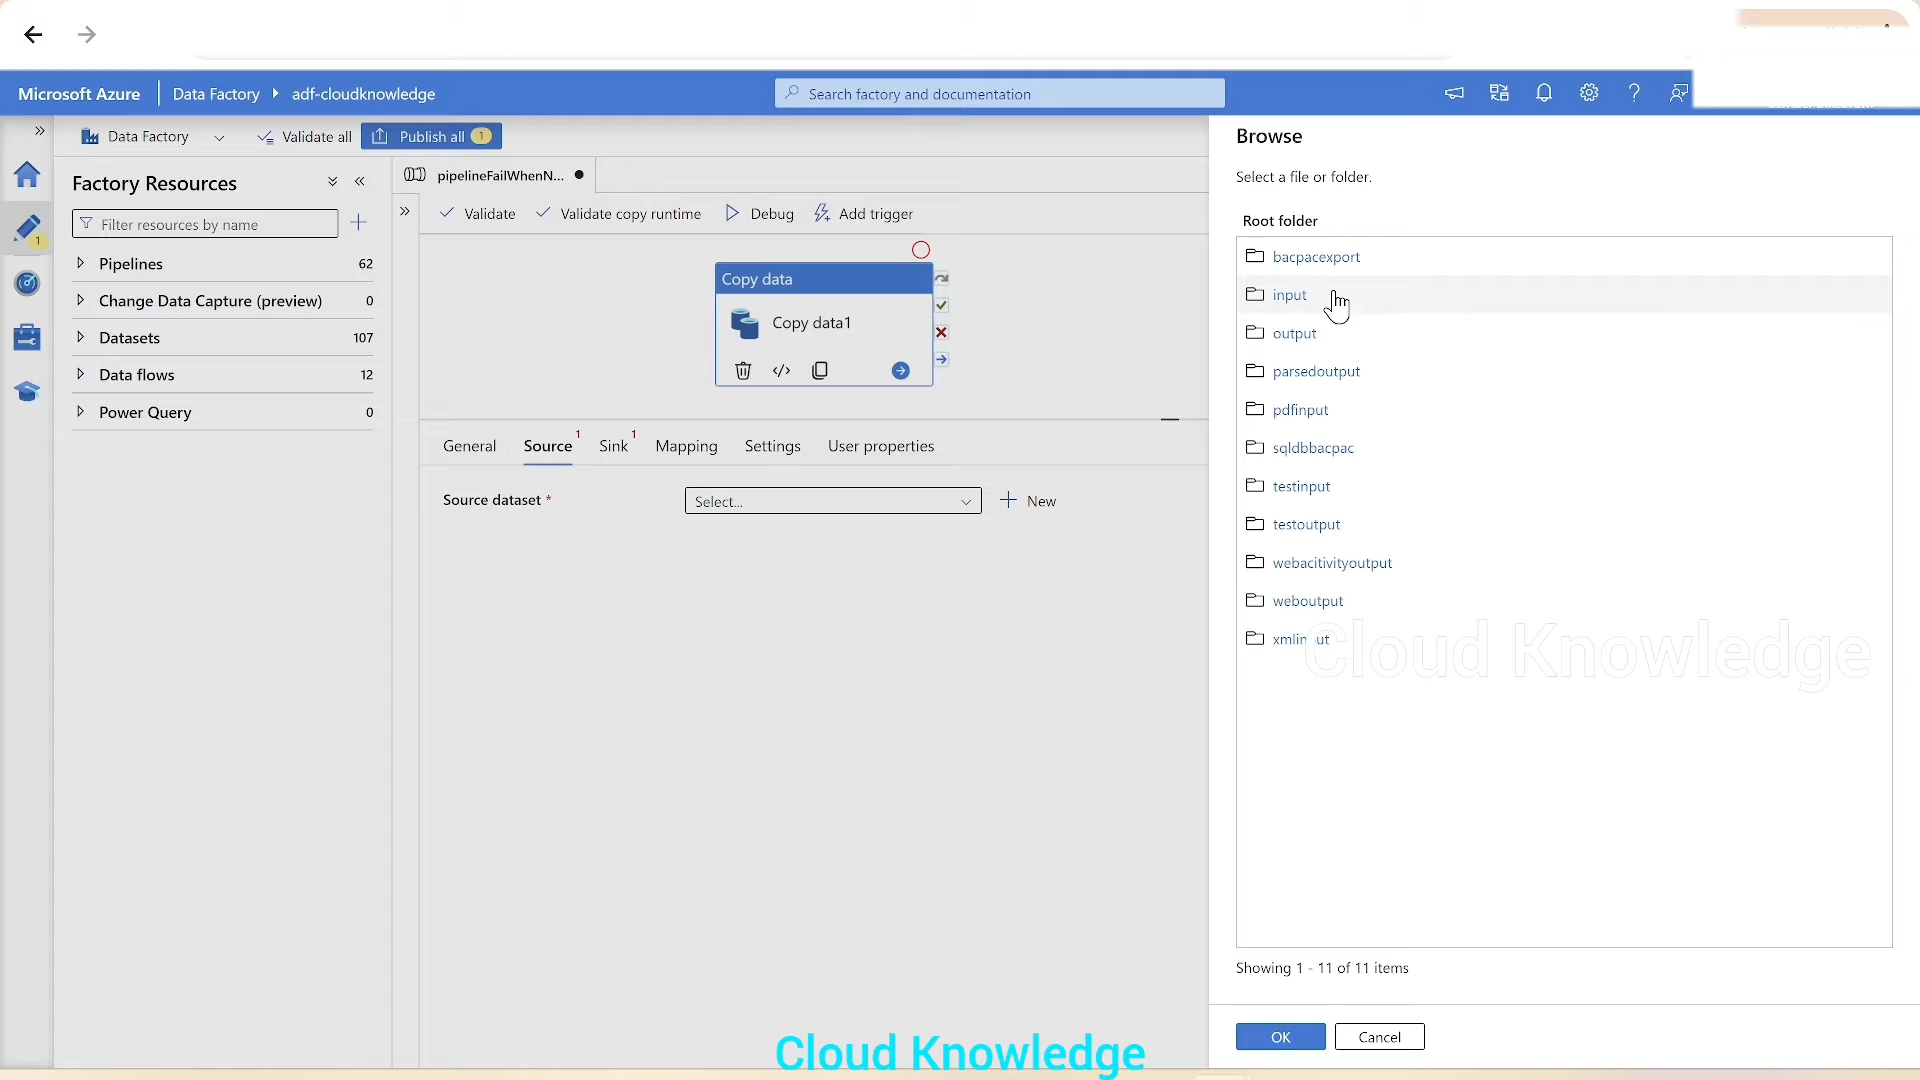 Microsoft Azure
Data Factory
adf-cloudknowledge
Search factory and documentation
Data Factory
Validate all
Publish all
1
1
Factory Resources
Filter resources by name
Pipelines 62
Change Data Capture (preview) 0
Datasets 107
Data flows 12
Power Query 0
pipelineFailWhenN...
Validate
Validate copy runtime
Debug
Add trigger
Copy data
Copy data1
General
Source 1
Sink 1
Mapping
Settings
User properties
Source dataset *
Select...
New
Browse
Select a file or folder.
Root folder
bacpacexport
input
output
parsedoutput
pdfinput
sqldbbacpac
testinput
testoutput
webacitivityoutput
weboutput
xmlinput
Cloud Knowledge
Showing 1 - 11 of 11 items
OK
Cancel
Cloud Knowledge